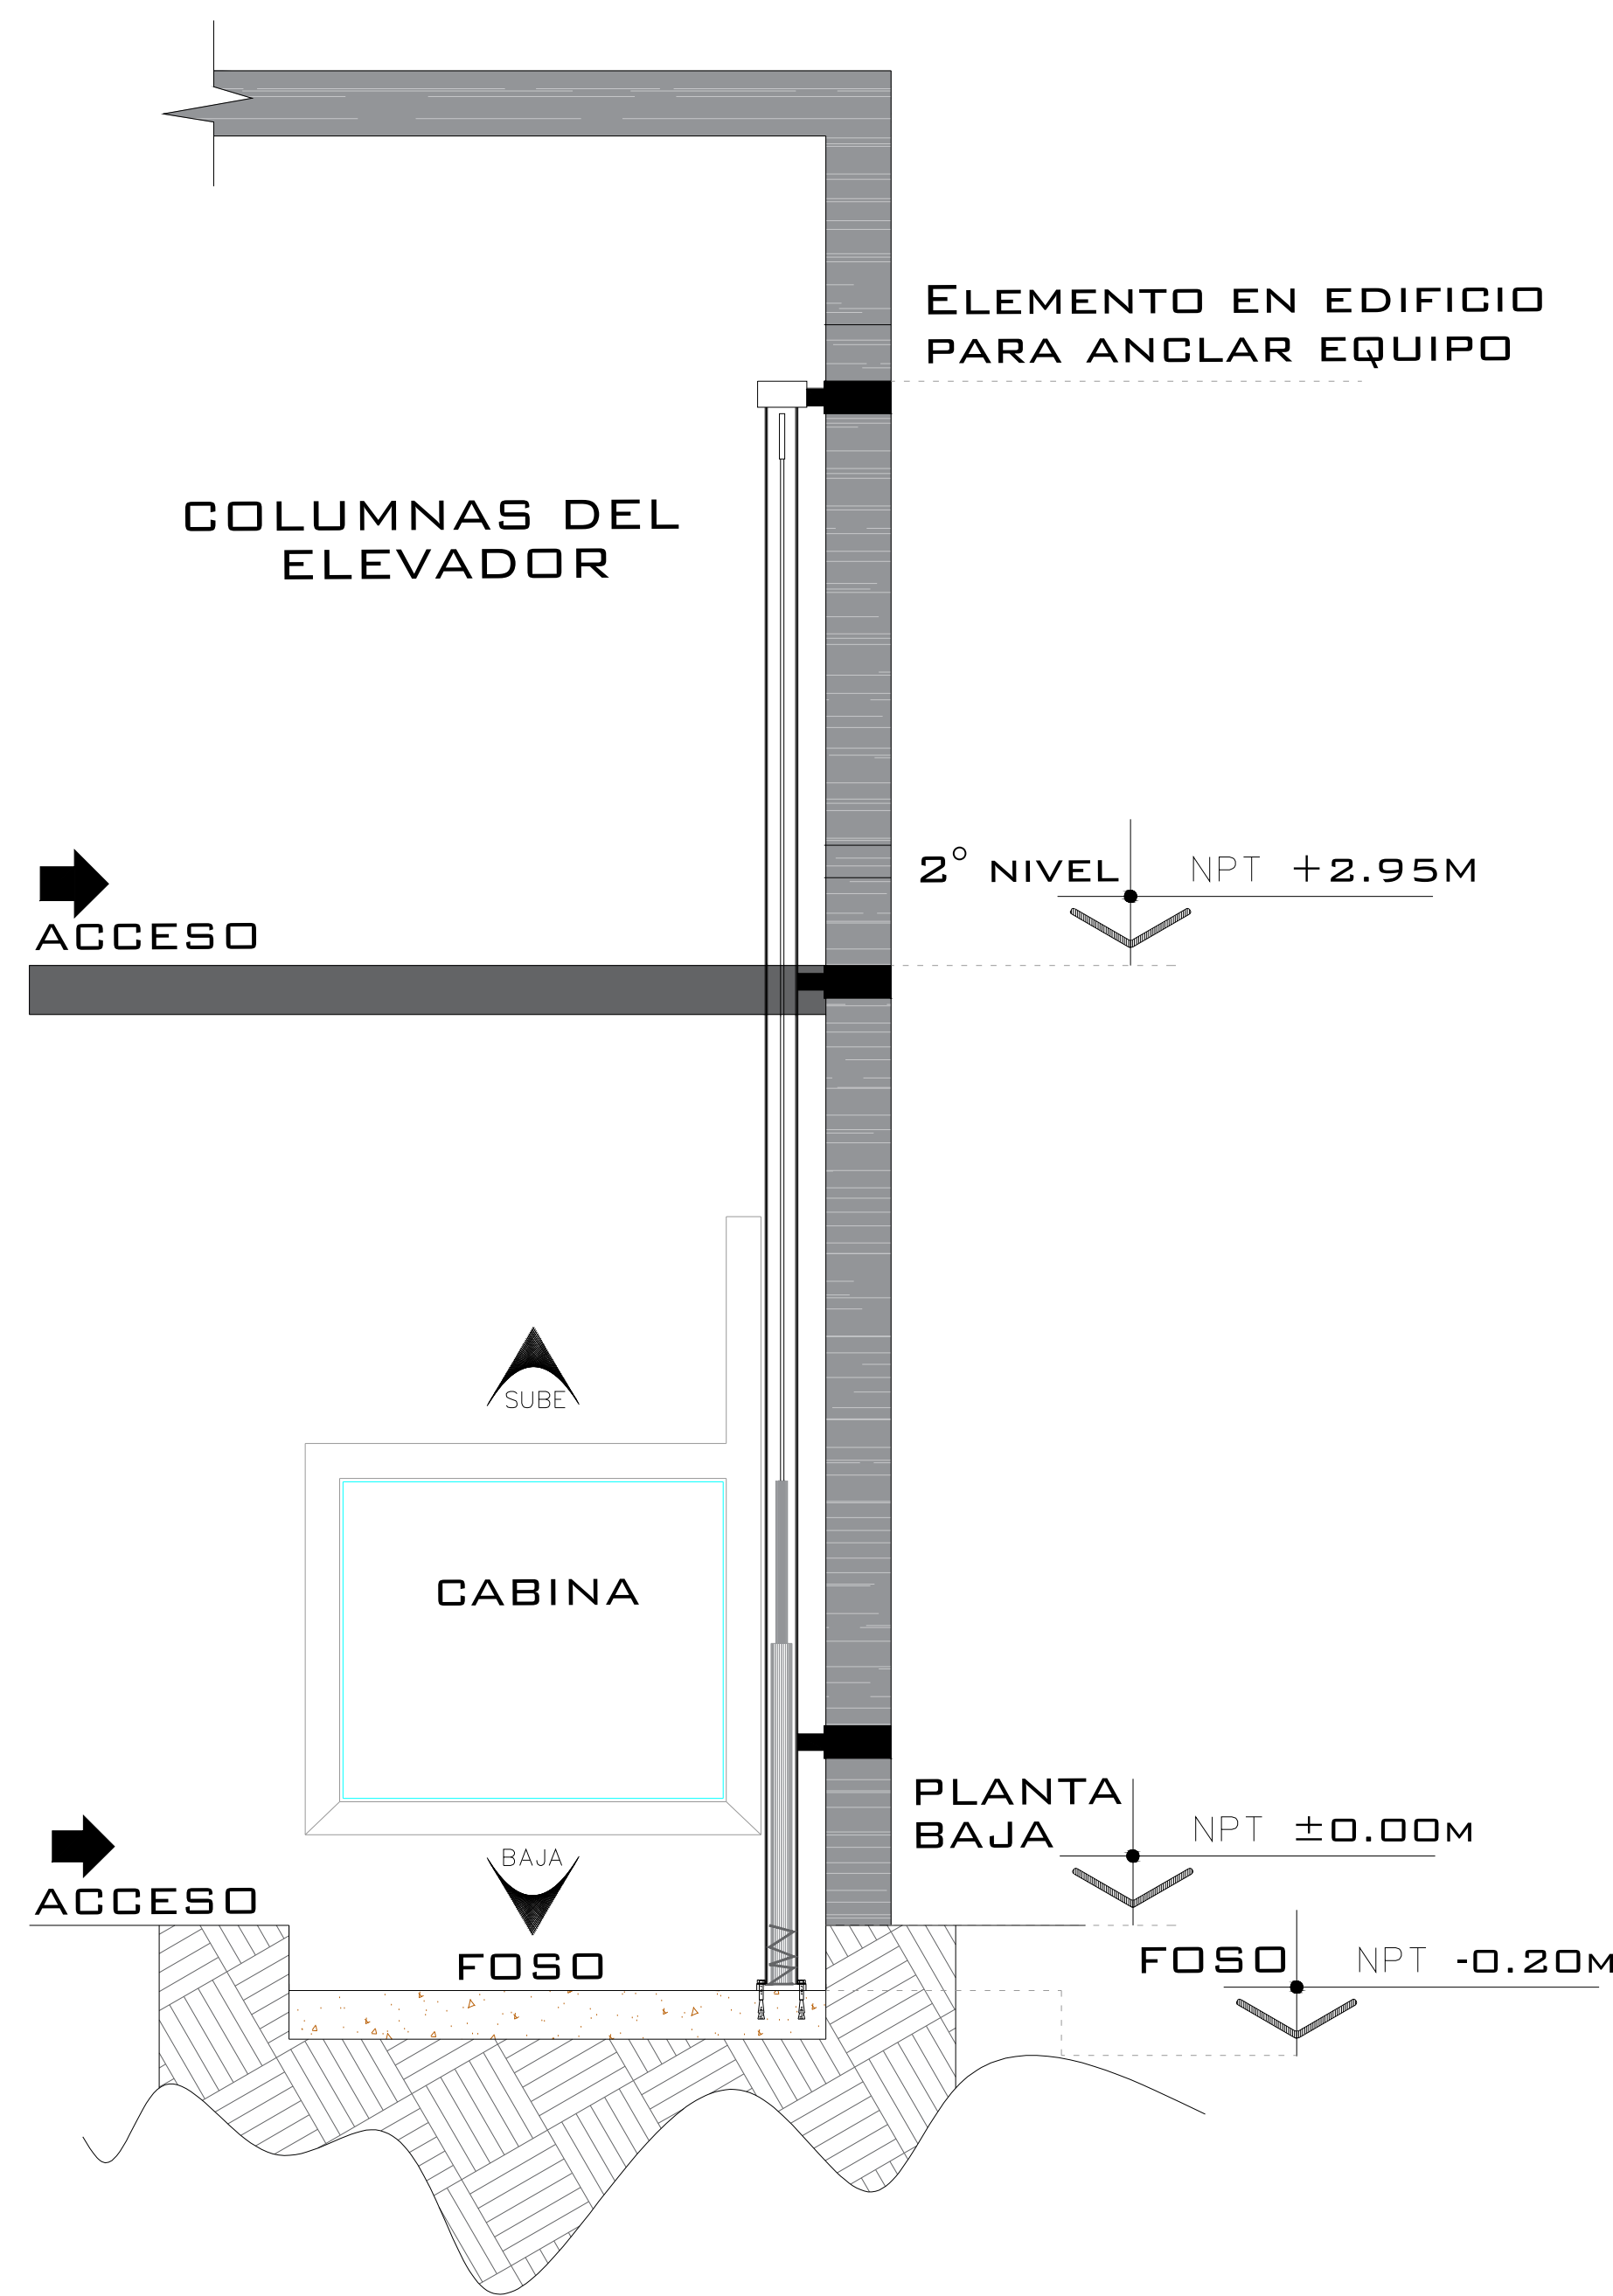 Elemento en edificio
para anclar equipo
COLUMNAS DEL
ELEVADOR
2° NIVEL NPT +2.95M
ACCESO
SUBE
CABINA
PLANTA
BAJA
NPT ±0.00M
BAJA
ACCESO
FOSO
FOSO NPT -0.20M